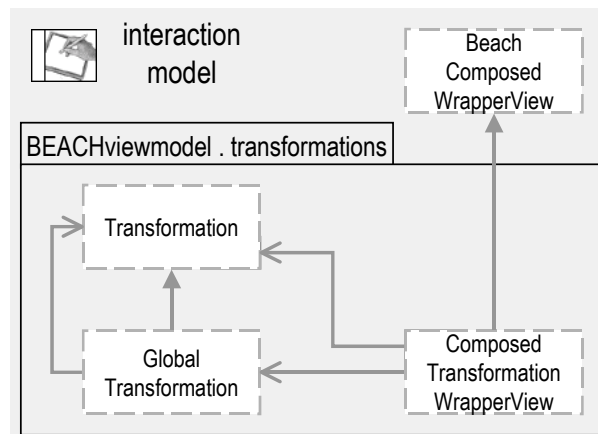 interaction
model
Beach
Composed
WrapperView
BEACHviewmodel . transformations
Transformation
Global
Transformation
Composed
Transformation
WrapperView